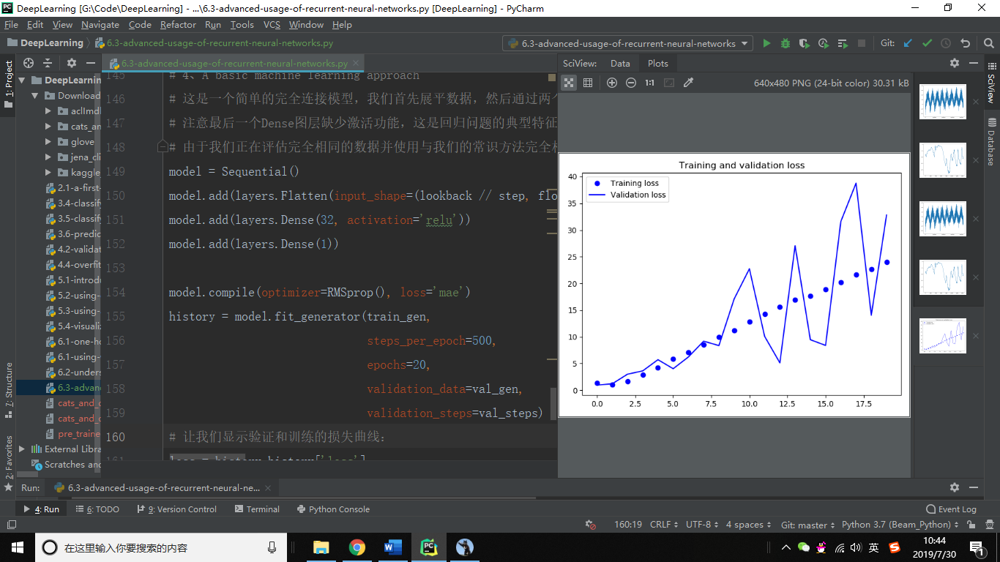 DeepLearning [G:\Code\DeepLearning] - ...\6.3-advanced-usage-of-recurrent-neural-networks.py [DeepLearning] - PyCharm
File Edit View Navigate Code Refactor Run Tools VCS Window Help
DeepLearning 6.3-advanced-usage-of-recurrent-neural-networks.py
6.3-advanced-usage-of-recurrent-neural-networks
Git:
1: Project
7: Structure
2: Favorites
DeepLearnin
Download
aclImd
cats_an
glove
jena_cli
kaggle_
2.1-a-first-
3.4-classify
3.5-classify
3.6-predic
4.2-validat
4.4-overfit
5.1-introdu
5.2-using-
5.3-using-
5.4-visualiz
6.1-one-ho
6.1-using-
6.2-unders
6.3-advan
cats_and_
cats_and_
pre_traine
External Libra
Scratches and
6.3-advanced-usage-of-recurrent-neural-networks.py
145 # 4、A basic machine learning approach
146 # 这是一个简单的完全连接模型，我们首先展平数据，然后通过两个
147 # 注意最后一个Dense图层缺少激活功能，这是回归问题的典型特征
148 # 由于我们正在评估完全相同的数据并使用与我们的常识方法完全相
149 model = Sequential()
150 model.add(layers.Flatten(input_shape=(lookback // step, flo
151 model.add(layers.Dense(32, activation='relu'))
152 model.add(layers.Dense(1))
153
154 model.compile(optimizer=RMSprop(), loss='mae')
155 history = model.fit_generator(train_gen,
156 steps_per_epoch=500,
157 epochs=20,
158 validation_data=val_gen,
159 validation_steps=val_steps)
160 # 让我们显示验证和训练的损失曲线：
161 loss = history.history['loss']
SciView: Data Plots
1:1 640x480 PNG (24-bit color) 30.31 kB
Training and validation loss
Training loss
Validation loss
40
35
30
25
20
15
10
5
0
0.0 2.5 5.0 7.5 10.0 12.5 15.0 17.5
SciView
Database
Run: 6.3-advanced-usage-of-recurrent-neural-ne...
4: Run 6: TODO 9: Version Control Terminal Python Console Event Log
160:19 CRLF UTF-8 4 spaces Git: master Python 3.7 (Beam_Python)
在这里输入你要搜索的内容
英
10:44
2019/7/30
1